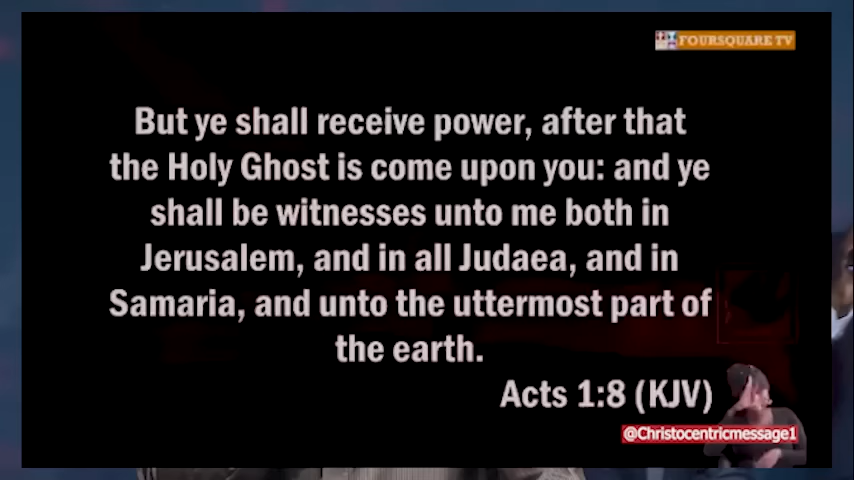 FOURSQUARE TV
But ye shall receive power, after that
the Holy Ghost is come upon you: and ye
shall be witnesses unto me both in
Jerusalem, and in all Judaea, and in
Samaria, and unto the uttermost part of
the earth.
Acts 1:8 (KJV)
@Christocentricmessage1